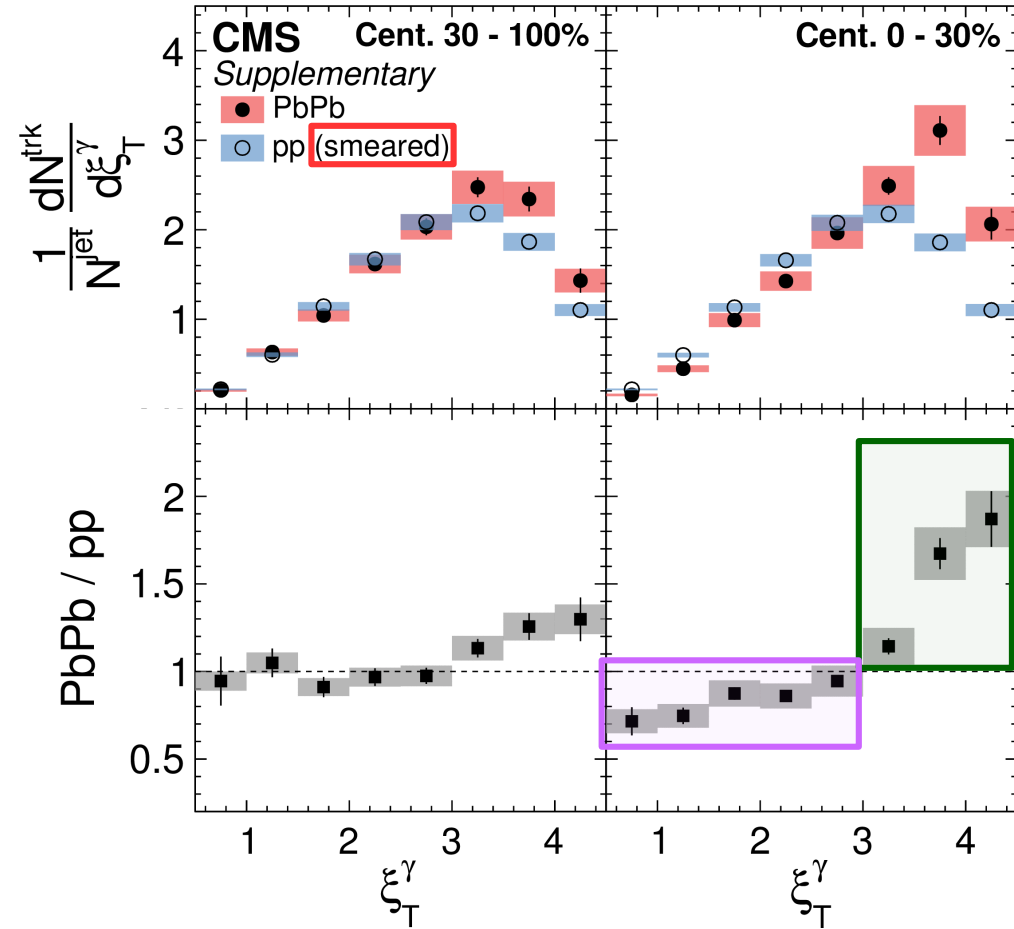 CMS Cent. 30 - 100%
Supplementary
PbPb
pp (smeared)
Cent. 0 - 30%
1/N^jet dN^trk/dξ_T^γ
4
3
2
1
PbPb / pp
2
1.5
1
0.5
1 2 3 4
1 2 3 4
ξ_T^γ
ξ_T^γ